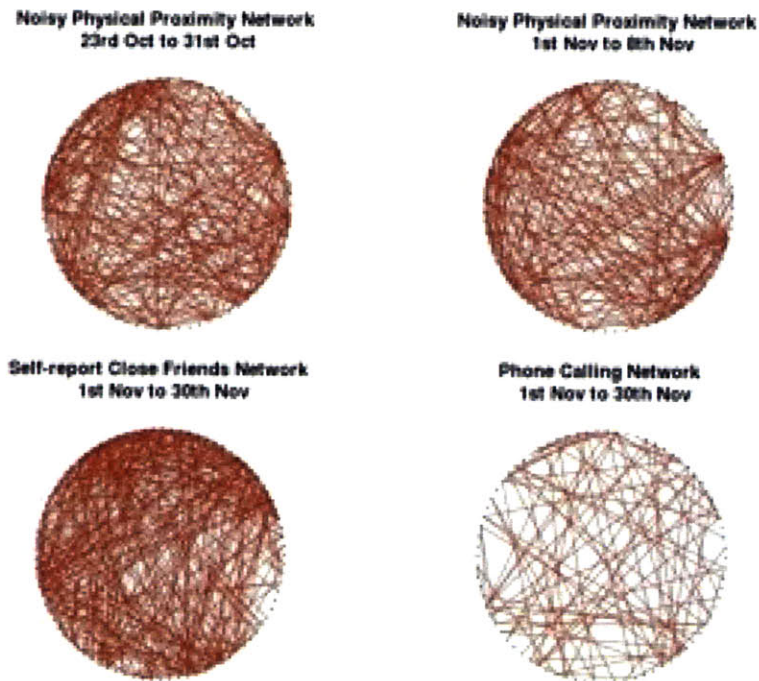 Noisy Physical Proximity Network
23rd Oct to 31st Oct
Noisy Physical Proximity Network
1st Nov to 8th Nov
Self-report Close Friends Network
1st Nov to 30th Nov
Phone Calling Network
1st Nov to 30th Nov